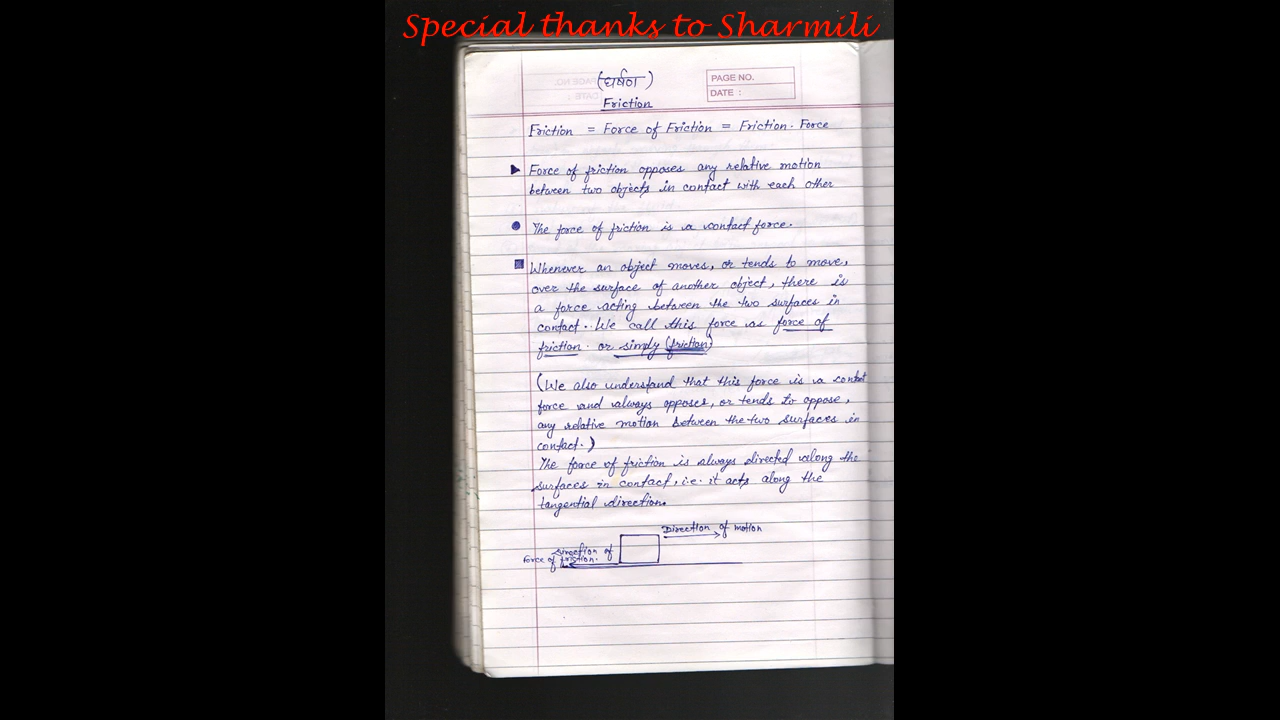 Special thanks to Sharmili
(घर्षण)
PAGE NO.
DATE :
Friction
Friction = Force of Friction = Friction. Force
Force of friction opposes any relative motion
between two objects in contact with each other
The force of friction is a contact force.
Whenever an object moves, or tends to move,
over the surface of another object, there is
a force acting between the two surfaces in
contact.. We call this force as force of
friction. or simply (friction)
(We also understand that this force is a contact
force and always opposes, or tends to oppose,
any relative motion between the two surfaces in
contact.)
The force of friction is always directed along the
surfaces in contact, i.e. it acts along the
tangential direction.
Direction of motion
Direction of
force of friction.